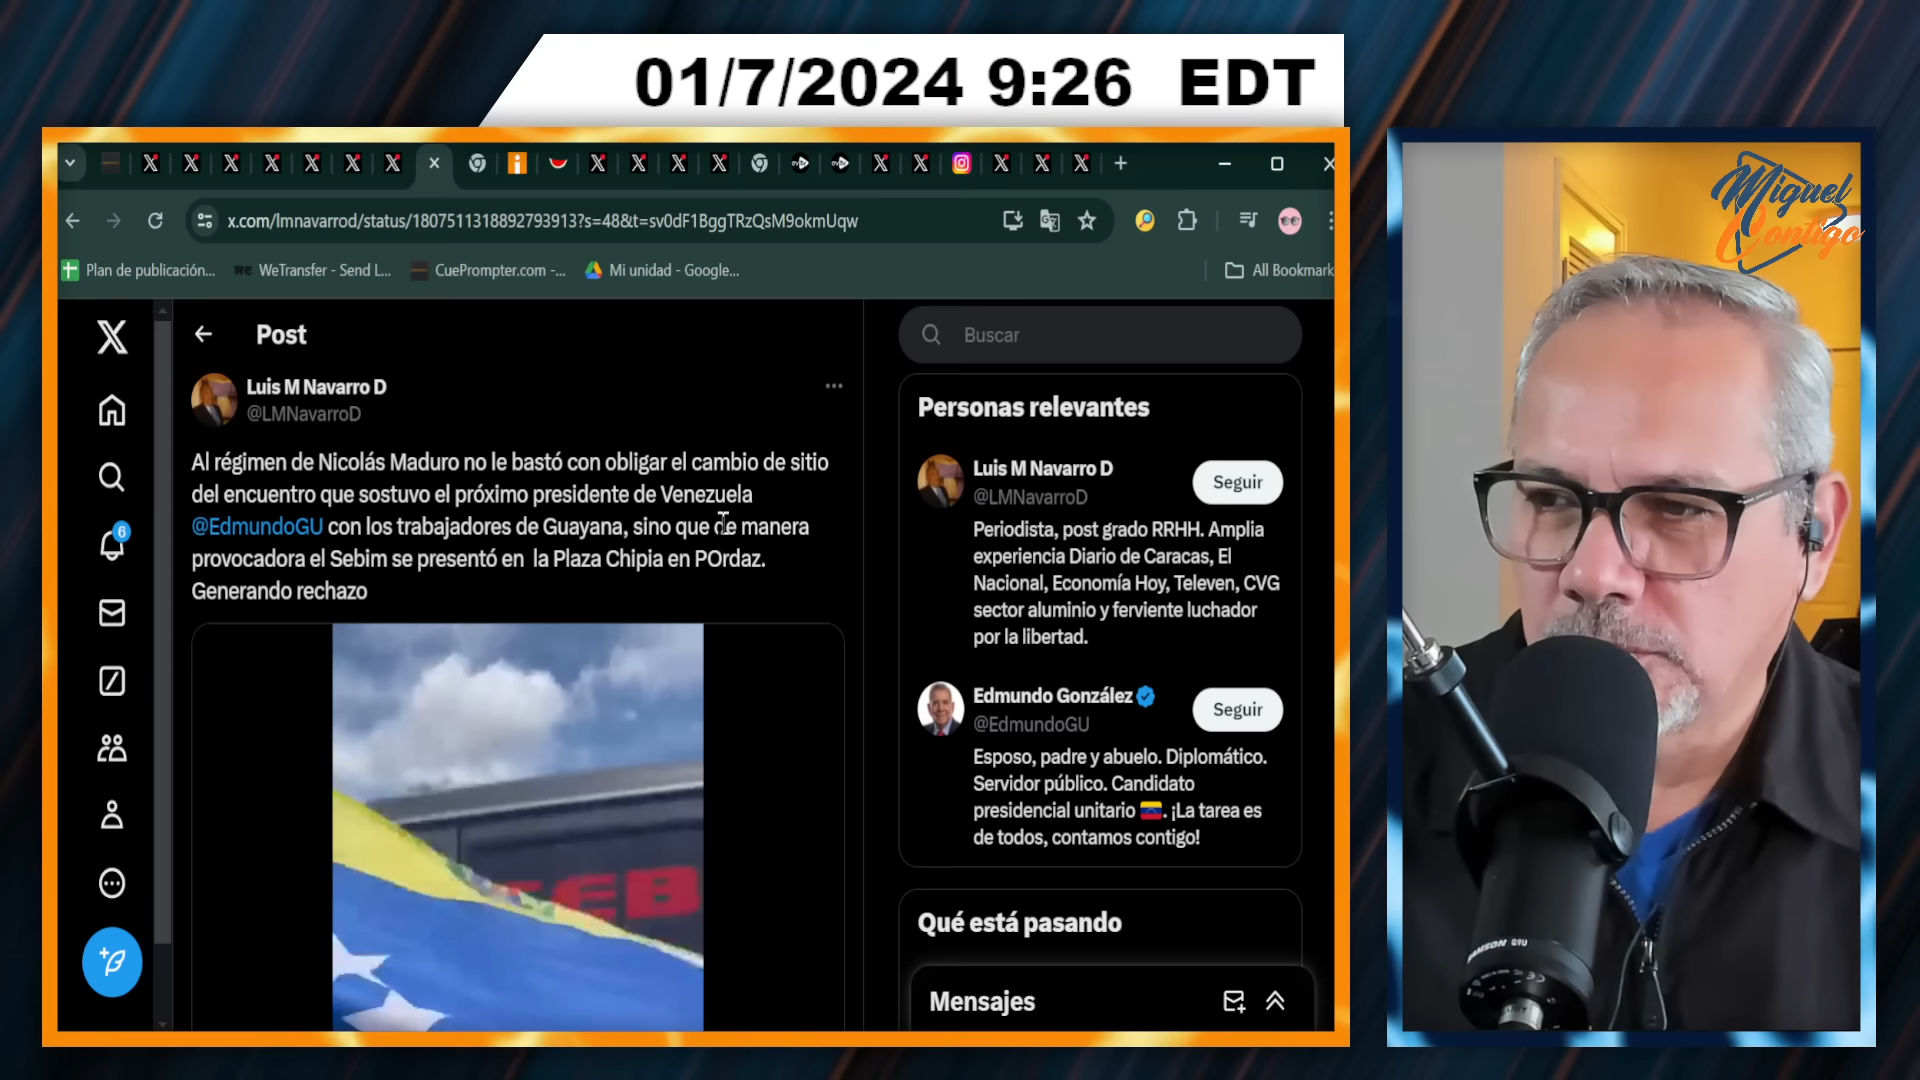 01/7/2024 9:26 EDT
Miguel
Contigo
x.com/lmnavarrod/status/1807511318892793913?s=48&t=sv0dF1BggTRzQsM9okmUqw
Plan de publicación...
WeTransfer - Send L...
CuePrompter.com -...
Mi unidad - Google...
All Bookmark
Post
Luis M Navarro D
@LMNavarroD
Al régimen de Nicolás Maduro no le bastó con obligar el cambio de sitio
del encuentro que sostuvo el próximo presidente de Venezuela
@EdmundoGU con los trabajadores de Guayana, sino que de manera
provocadora el Sebim se presentó en la Plaza Chipia en POrdaz.
Generando rechazo
6
SEB
Buscar
Personas relevantes
Luis M Navarro D
@LMNavarroD
Seguir
Periodista, post grado RRHH. Amplia
experiencia Diario de Caracas, El
Nacional, Economía Hoy, Televen, CVG
sector aluminio y ferviente luchador
por la libertad.
Edmundo González
@EdmundoGU
Seguir
Esposo, padre y abuelo. Diplomático.
Servidor público. Candidato
presidencial unitario 🇻🇪. ¡La tarea es
de todos, contamos contigo!
Qué está pasando
Mensajes
SAMSON G9U